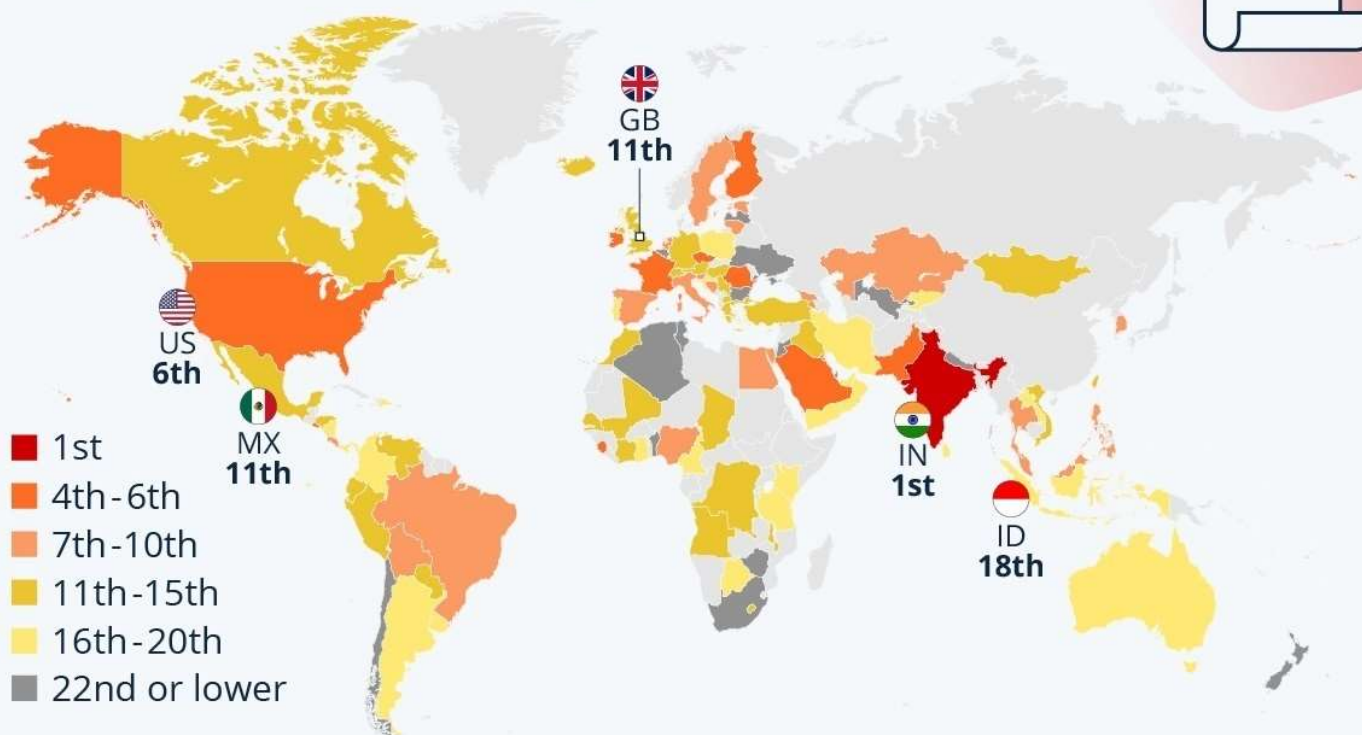 GB
11th
US
6th
MX
11th
IN
1st
ID
18th
1st
4th-6th
7th-10th
11th-15th
16th-20th
22nd or lower